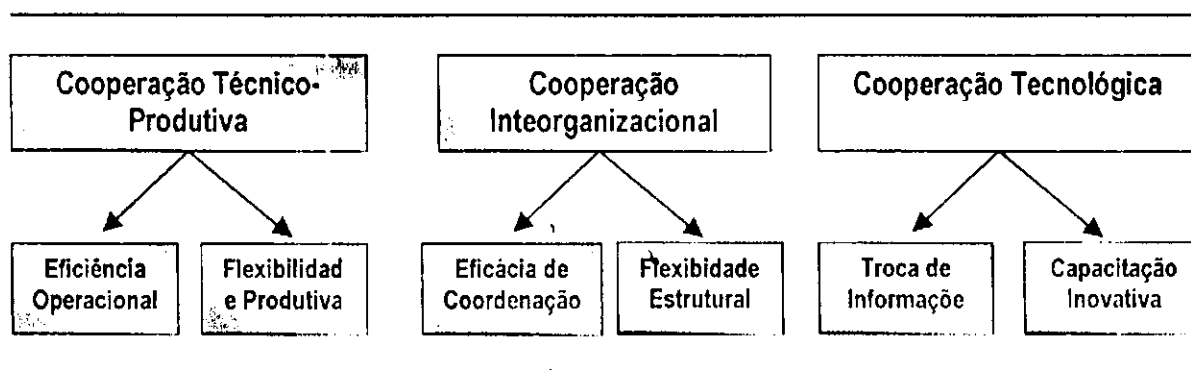 Cooperação Técnico-
Produtiva
Cooperação
Inteorganizacional
Cooperação Tecnológica
Eficiência
Operacional
Flexibilidad
e Produtiva
Eficácia de
Coordenação
Flexibidade
Estrutural
Troca de
Informaçõe
Capacitação
Inovativa